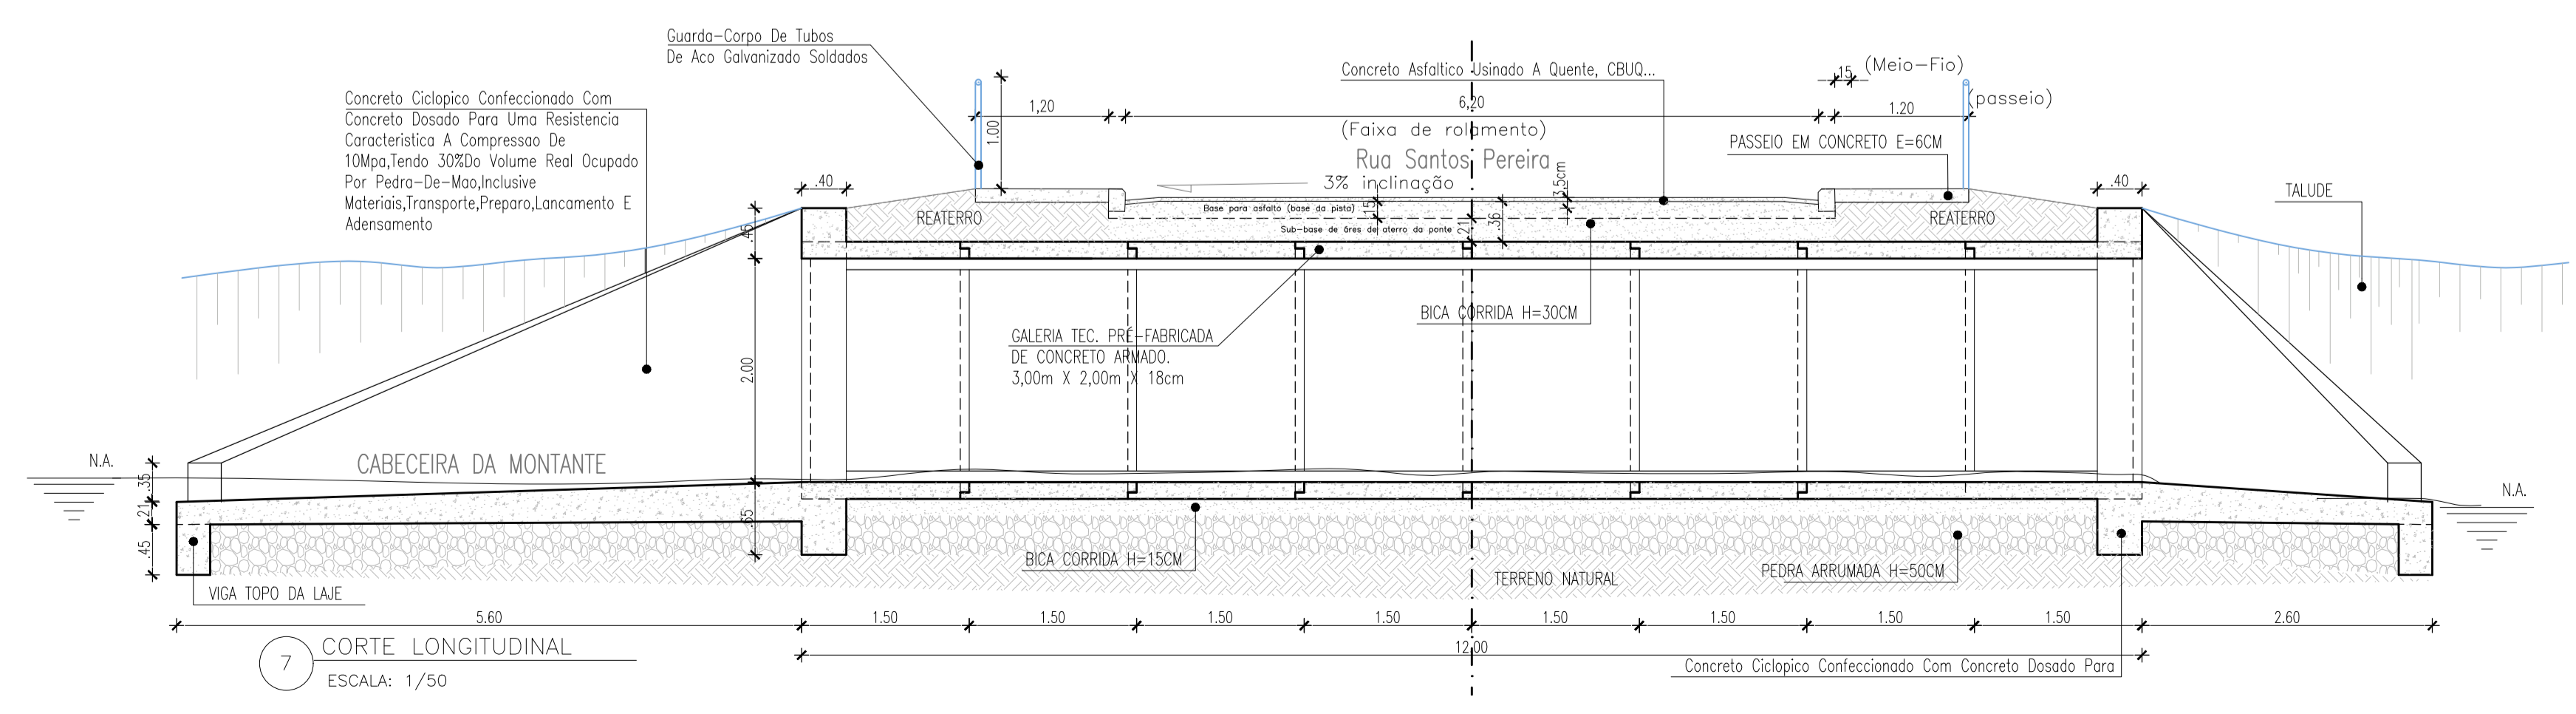 Guarda-Corpo De Tubos
De Aco Galvanizado Soldados
Concreto Asfaltico Usinado A Quente, CBUQ...
.15
(Meio-Fio)
Concreto Ciclopico Confeccionado Com
Concreto Dosado Para Uma Resistencia
Caracteristica A Compressao De
10Mpa,Tendo 30%Do Volume Real Ocupado
Por Pedra-De-Mao,Inclusive
Materiais,Transporte,Preparo,Lancamento E
Adensamento
1,20
6,20
1.20
(passeio)
1.00
(Faixa de rolamento)
PASSEIO EM CONCRETO E=6CM
Rua Santos Pereira
3% inclinação
3.5cm
.40
.40
TALUDE
REATERRO
Base para asfalto (base da pista)
.15
.36
REATERRO
.21
Sub-base de āres de aterro da ponte
.45
BICA CORRIDA H=30CM
GALERIA TEC. PRÉ-FABRICADA
DE CONCRETO ARMADO.
3,00m X 2,00m X 18cm
2.00
N.A.
CABECEIRA DA MONTANTE
.35
N.A.
.21
.45
BICA CORRIDA H=15CM
TERRENO NATURAL
PEDRA ARRUMADA H=50CM
VIGA TOPO DA LAJE
5.60
1.50
1.50
1.50
1.50
1.50
1.50
1.50
1.50
2.60
12.00
7
CORTE LONGITUDINAL
ESCALA: 1/50
Concreto Ciclopico Confeccionado Com Concreto Dosado Para